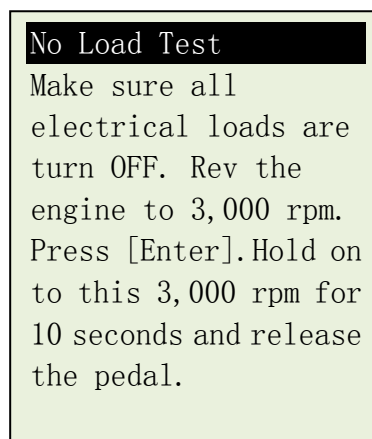 No Load Test
Make sure all
electrical loads are
turn OFF. Rev the
engine to 3,000 rpm.
Press [Enter].Hold on
to this 3,000 rpm for
10 seconds and release
the pedal.